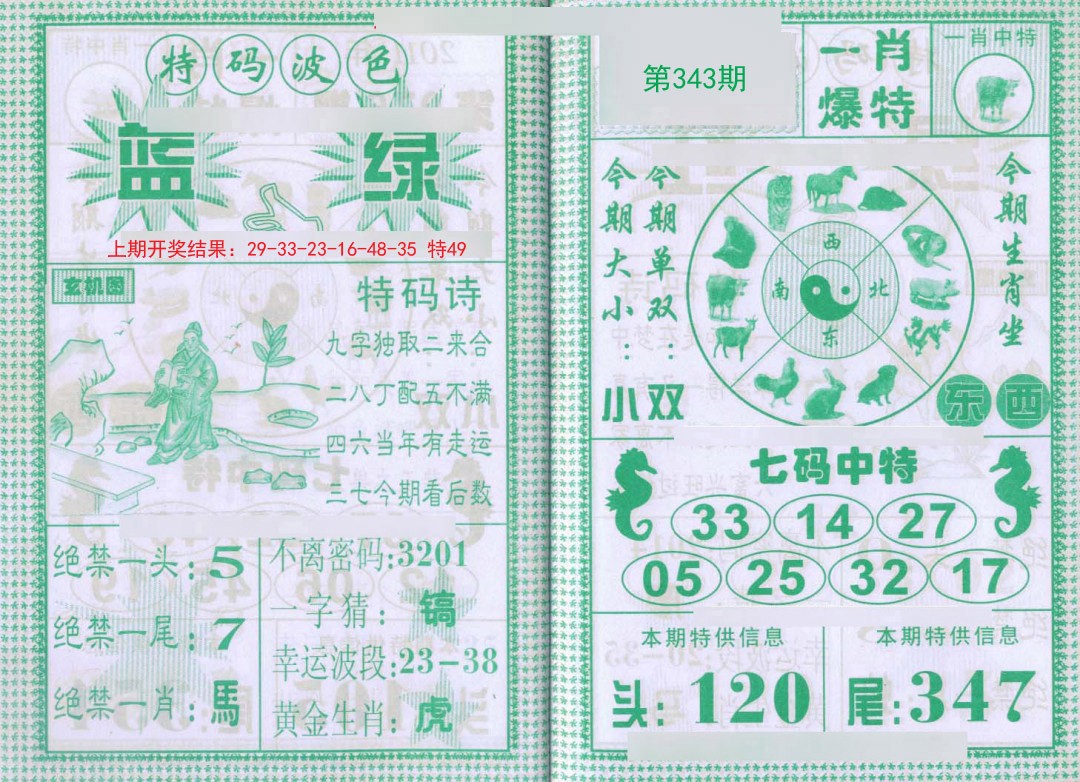 特码波色
蓝 绿
上期开奖结果：29-33-23-16-48-35 特49
玄机图
特码诗
九字独取二来合
二八丁配五不满
四六当年有走运
三七今期看后数
绝禁一头：5
绝禁一尾：7
绝禁一肖：馬
不离密码:3201
一字猜：镐
幸运波段:23-38
黄金生肖：虎
第343期
一肖
爆特
一肖中特
今期大小：小
今期单双：双
西
南 北
东
今期生肖坐
东西
七码中特
33 14 27
05 25 32 17
本期特供信息
头：120
本期特供信息
尾：347